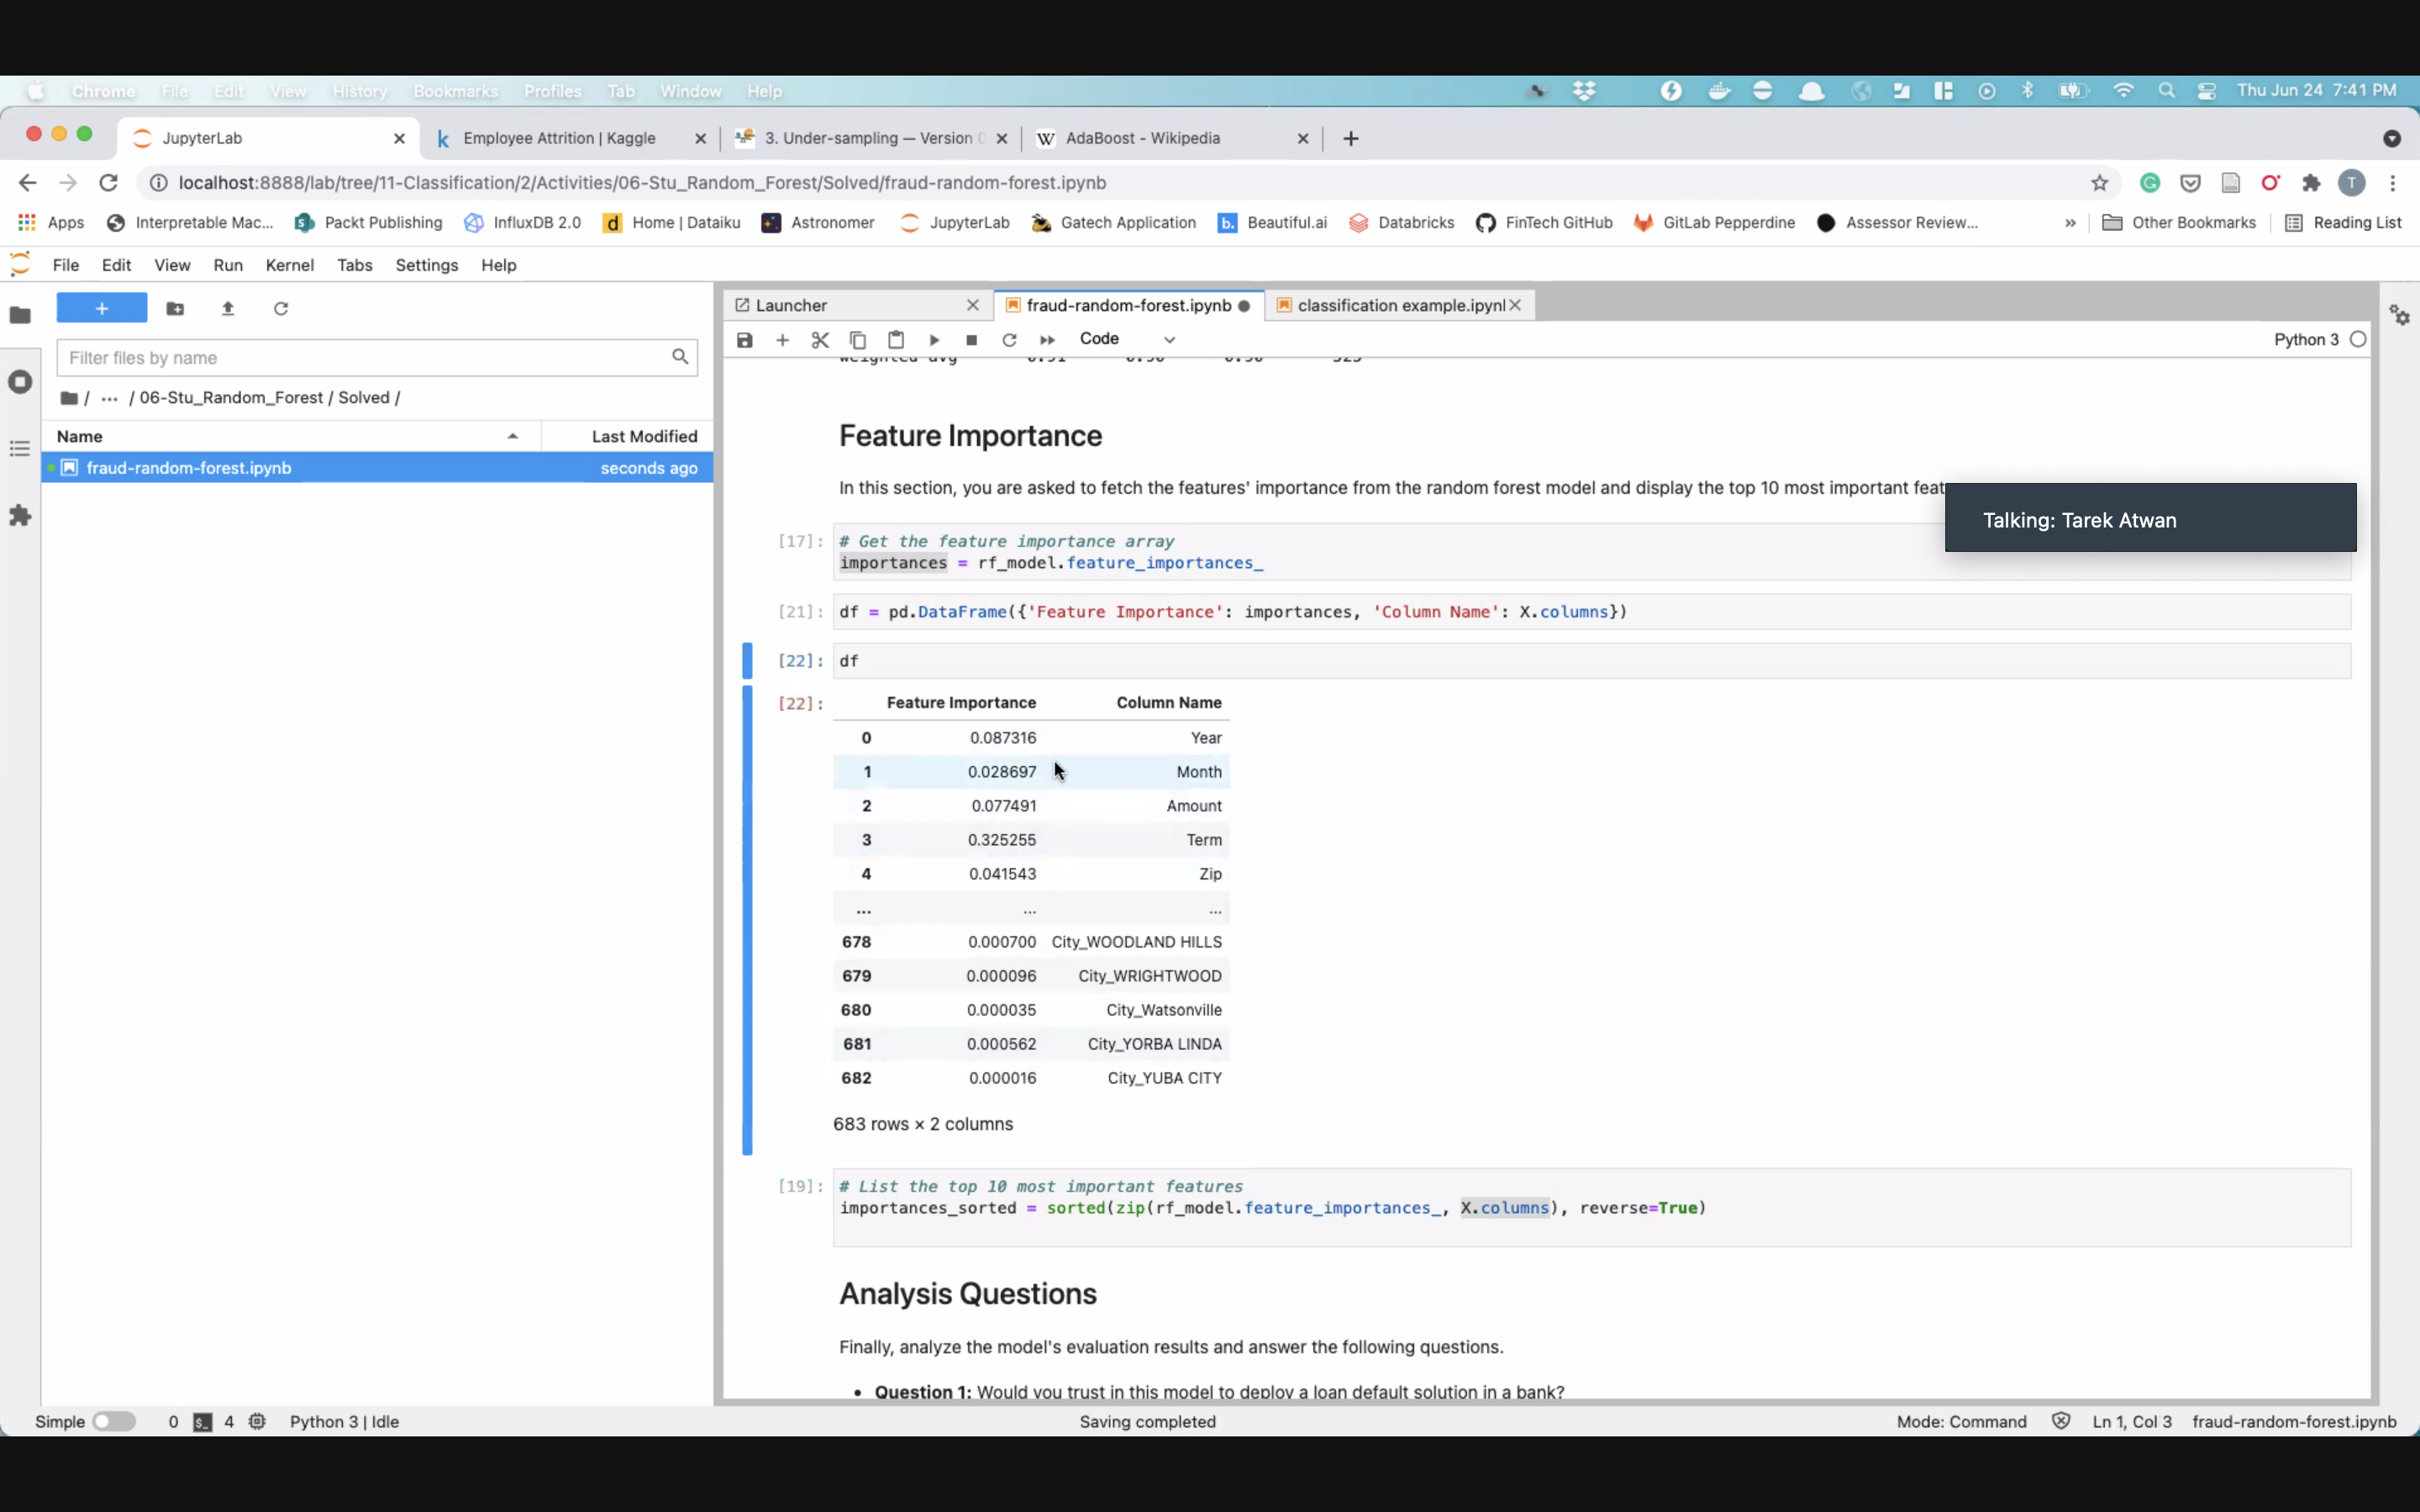 Chrome File Edit View History Bookmarks Profiles Tab Window Help Thu Jun 24 7:41 PM
JupyterLab Employee Attrition | Kaggle 3. Under-sampling — Version AdaBoost - Wikipedia
localhost:8888/lab/tree/11-Classification/2/Activities/06-Stu_Random_Forest/Solved/fraud-random-forest.ipynb T
Apps Interpretable Mac... Packt Publishing InfluxDB 2.0 Home | Dataiku Astronomer JupyterLab Gatech Application Beautiful.ai Databricks FinTech GitHub GitLab Pepperdine Assessor Review... » Other Bookmarks Reading List
File Edit View Run Kernel Tabs Settings Help
Launcher fraud-random-forest.ipynb classification example.ipynl
Code Python 3
Filter files by name
/ ··· / 06-Stu_Random_Forest / Solved /
Name Last Modified
fraud-random-forest.ipynb seconds ago
weighted avg
Feature Importance
In this section, you are asked to fetch the features' importance from the random forest model and display the top 10 most important feat
Talking: Tarek Atwan
[17]: # Get the feature importance array
importances = rf_model.feature_importances_
[21]: df = pd.DataFrame({'Feature Importance': importances, 'Column Name': X.columns})
[22]: df
[22]: Feature Importance Column Name
0 0.087316 Year
1 0.028697 Month
2 0.077491 Amount
3 0.325255 Term
4 0.041543 Zip
... ... ...
678 0.000700 City_WOODLAND HILLS
679 0.000096 City_WRIGHTWOOD
680 0.000035 City_Watsonville
681 0.000562 City_YORBA LINDA
682 0.000016 City_YUBA CITY
683 rows × 2 columns
[19]: # List the top 10 most important features
importances_sorted = sorted(zip(rf_model.feature_importances_, X.columns), reverse=True)
Analysis Questions
Finally, analyze the model's evaluation results and answer the following questions.
• Question 1: Would you trust in this model to deploy a loan default solution in a bank?
Simple 0 4 Python 3 | Idle Saving completed Mode: Command Ln 1, Col 3 fraud-random-forest.ipynb